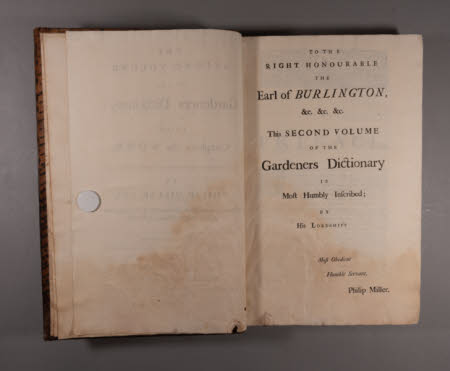 TO THE
RIGHT HONOURABLE
THE
Earl of BURLINGTON,
&c. &c. &c.
This SECOND VOLUME
OF THE
Gardeners Dictionary
IS
Most Humbly Inscribed;
BY
HIS LORDSHIP'S
Most Obedient
Humble Servant,
Philip Miller.